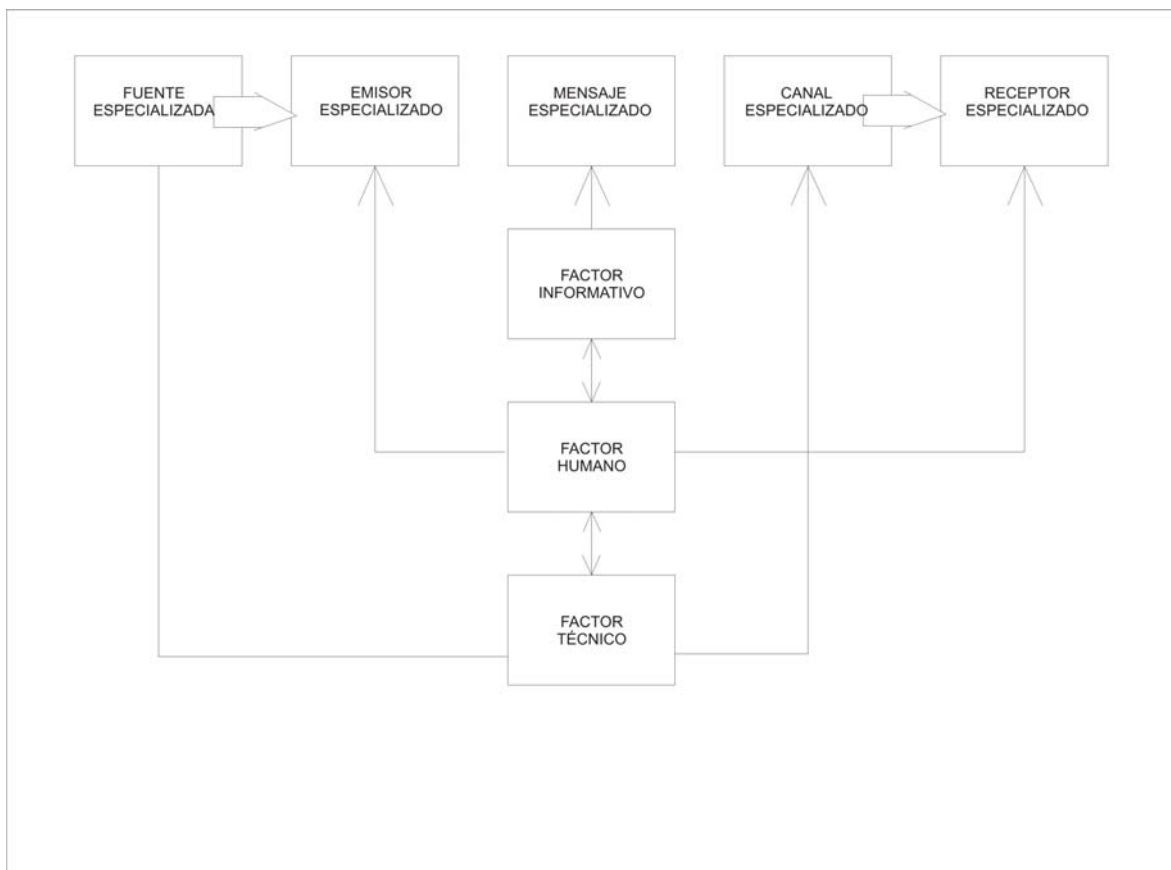 FUENTE
ESPECIALIZADA
EMISOR
ESPECIALIZADO
MENSAJE
ESPECIALIZADO
CANAL
ESPECIALIZADO
RECEPTOR
ESPECIALIZADO
FACTOR
INFORMATIVO
FACTOR
HUMANO
FACTOR
TÉCNICO